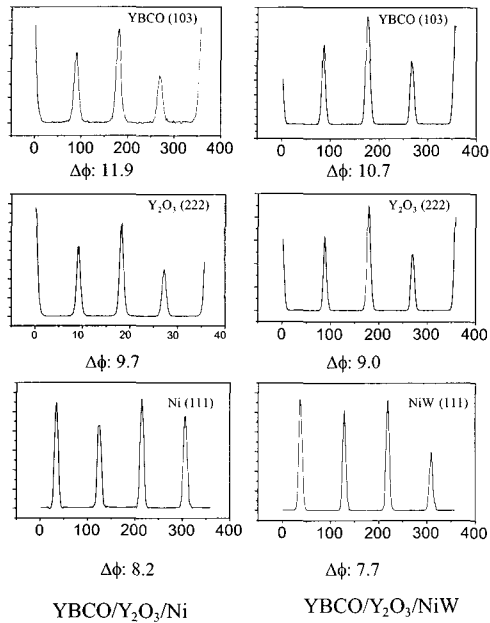 YBCO (103)
0 100 200 300 400
Δϕ: 11.9
YBCO (103)
0 100 200 300 400
Δϕ: 10.7
Y₂O₃ (222)
0 10 20 30 40
Δϕ: 9.7
Y₂O₃ (222)
0 100 200 300 400
Δϕ: 9.0
Ni (111)
0 100 200 300 400
Δϕ: 8.2
NiW (111)
0 100 200 300 400
Δϕ: 7.7
YBCO/Y₂O₃/Ni
YBCO/Y₂O₃/NiW